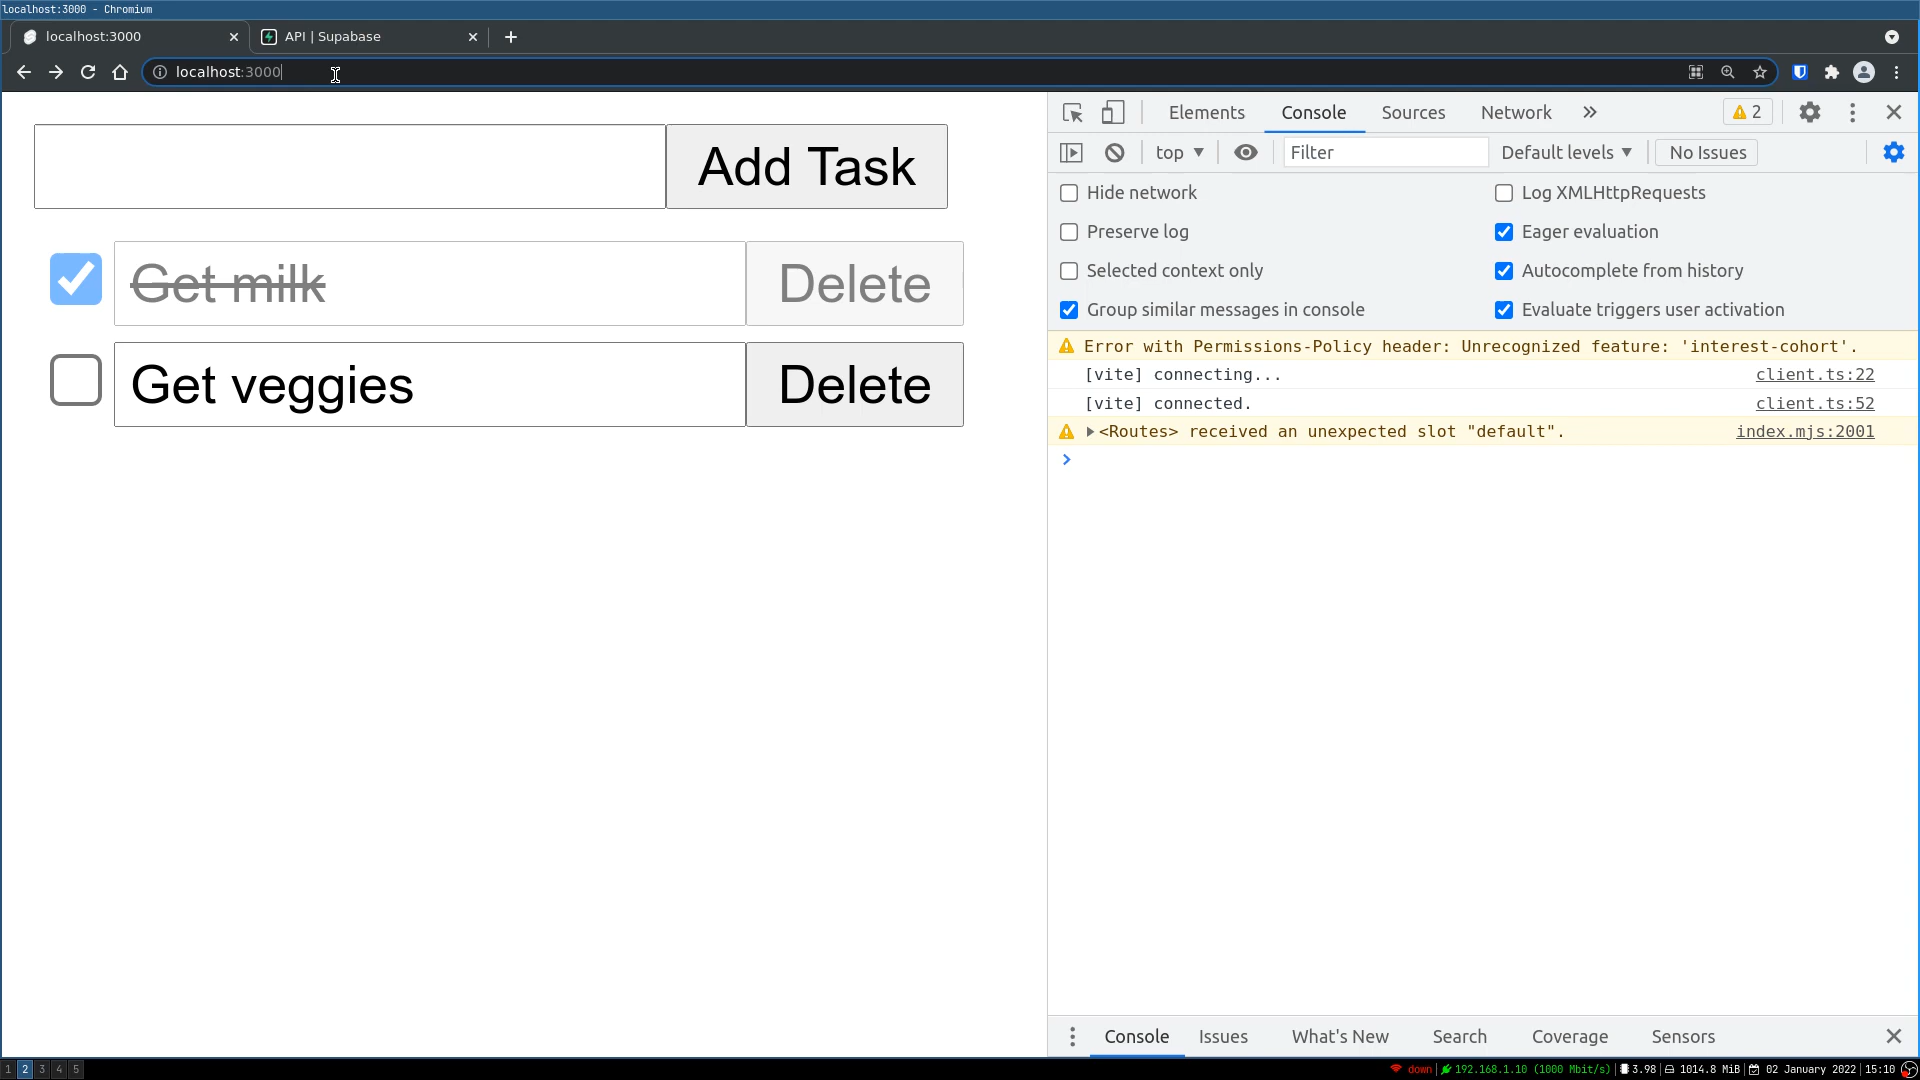 localhost:3000 - Chromium
localhost:3000
API | Supabase
localhost:3000
Add Task
Get milk
Delete
Get veggies
Delete
Elements
Console
Sources
Network
2
top
Filter
Default levels
No Issues
Hide network
Log XMLHttpRequests
Preserve log
Eager evaluation
Selected context only
Autocomplete from history
Group similar messages in console
Evaluate triggers user activation
Error with Permissions-Policy header: Unrecognized feature: 'interest-cohort'.
[vite] connecting...
client.ts:22
[vite] connected.
client.ts:52
<Routes> received an unexpected slot "default".
index.mjs:2001
Console
Issues
What's New
Search
Coverage
Sensors
1 2 3 4 5
down | 192.168.1.10 (1000 Mbit/s) | 3.98 | 1014.8 MiB | 02 January 2022 | 15:10